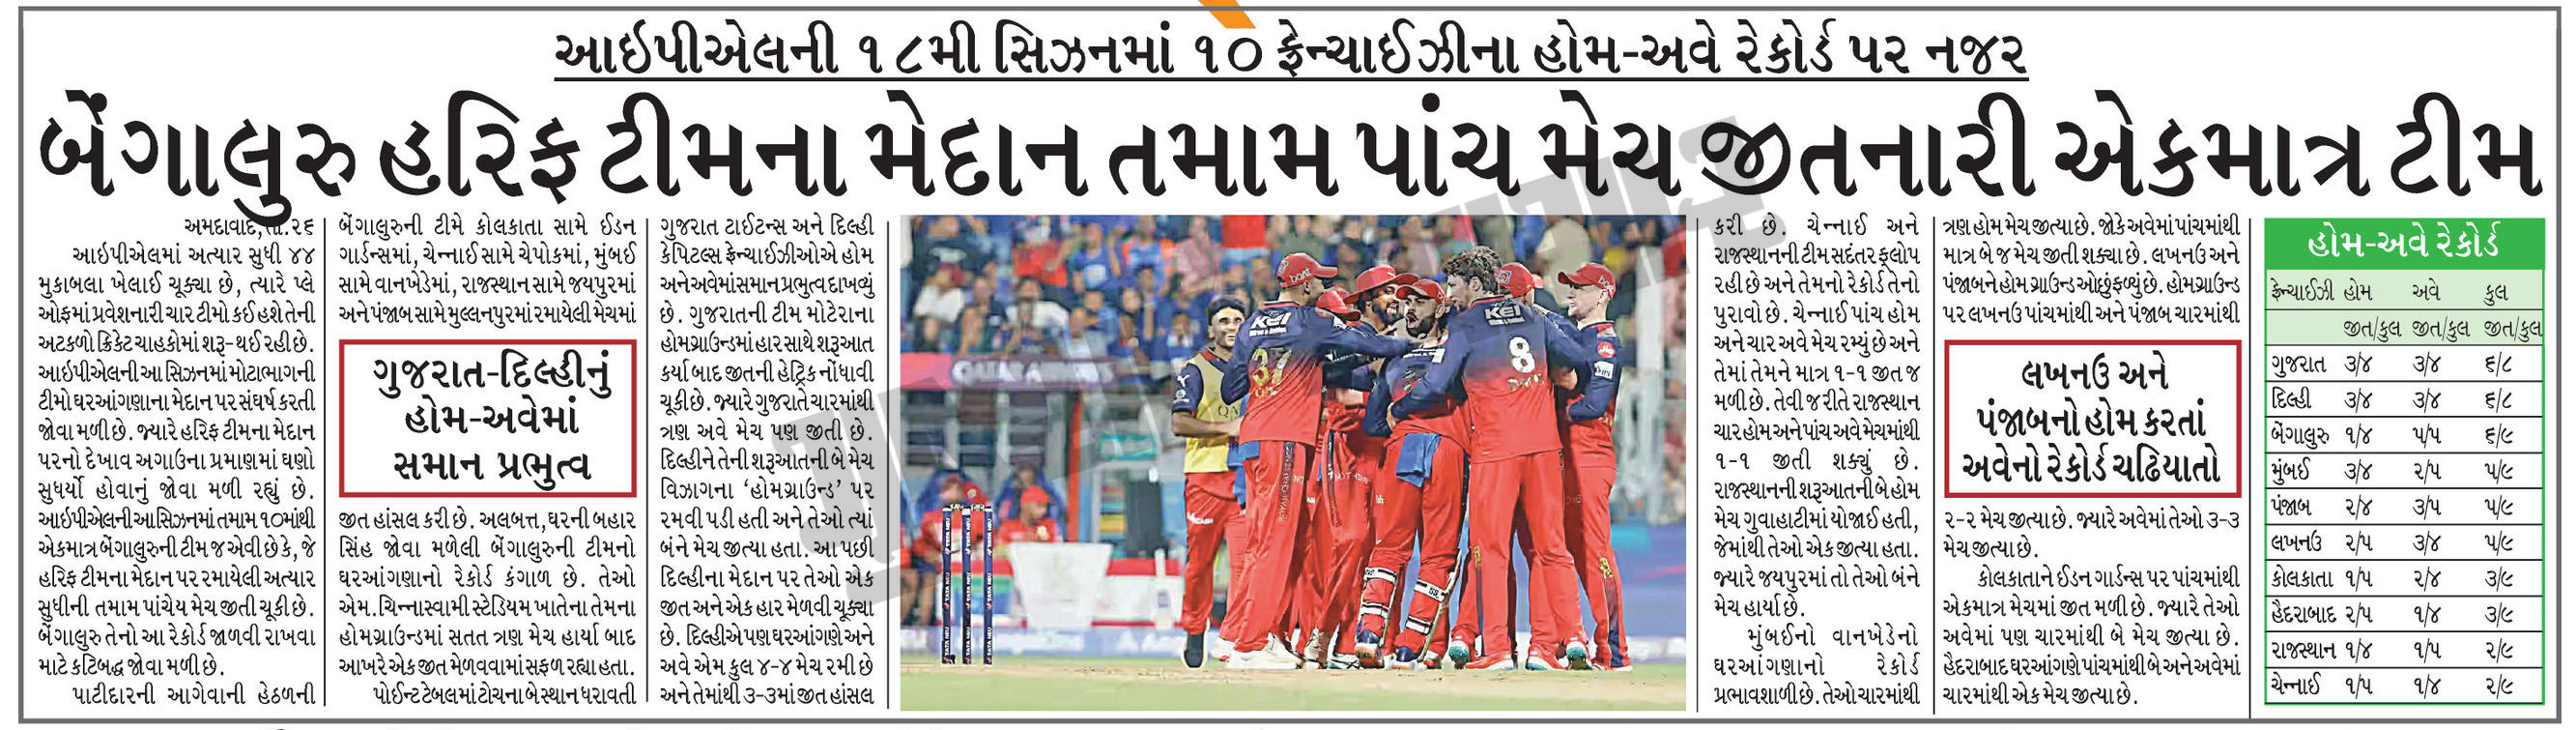 આઇપીએલની ૧૮મી સિઝનમાં ૧૦ ફ્રેન્ચાઈઝીના હોમ-અવે રેકોર્ડ પર નજર
બેંગાલુરુ હરિફ ટીમના મેદાન તમામ પાંચ મેચ જીતનારી એકમાત્ર ટીમ
અમદાવાદ,તા.૨૬
આઇપીએલમાં અત્યાર સુધી ૪૪
મુકાબલા ખેલાઈ ચૂક્યા છે, ત્યારે પ્લે
ઓફમાં પ્રવેશનારી ચાર ટીમો કઈ હશે તેની
અટકળો ક્રિકેટ ચાહકોમાં શરૂ-થઈ રહી છે.
આઇપીએલની આ સિઝનમાં મોટાભાગની
ટીમો ઘરઆંગણાના મેદાન પર સંઘર્ષ કરતી
જોવા મળી છે. જ્યારે હરિફ ટીમના મેદાન
પરનો દેખાવ અગાઉના પ્રમાણમાં ઘણો
સુધર્યો હોવાનું જોવા મળી રહ્યું છે.
આઇપીએલની આ સિઝનમાં તમામ ૧૦માંથી
એકમાત્ર બેંગાલુરુની ટીમ જ એવી છે કે, જે
હરિફ ટીમના મેદાન પર રમાયેલી અત્યાર
સુધીની તમામ પાંચેય મેચ જીતી ચૂકી છે.
બેંગાલુરુ તેનો આ રેકોર્ડ જાળવી રાખવા
માટે કટિબદ્ધ જોવા મળી છે.
પાટીદારની આગેવાની હેઠળની
બેંગાલુરુની ટીમે કોલકાતા સામે ઈડન
ગાર્ડન્સમાં, ચેન્નાઈ સામે ચેપોકમાં, મુંબઈ
સામે વાનખેડેમાં, રાજસ્થાન સામે જયપુરમાં
અને પંજાબ સામે મુલ્લનપુરમાં રમાયેલી મેચમાં
ગુજરાત-દિલ્હીનું
હોમ-અવેમાં
સમાન પ્રભુત્વ
જીત હાંસલ કરી છે. અલબત્ત, ઘરની બહાર
સિંહ જોવા મળેલી બેંગાલુરુની ટીમનો
ઘરઆંગણાનો રેકોર્ડ કંગાળ છે. તેઓ
એમ.ચિન્નાસ્વામી સ્ટેડિયમ ખાતેના તેમના
હોમગ્રાઉન્ડમાં સતત ત્રણ મેચ હાર્યા બાદ
આખરે એક જીત મેળવવામાં સફળ રહ્યા હતા.
પોઈન્ટ ટેબલમાં ટોચના બે સ્થાન ધરાવતી
ગુજરાત ટાઈટન્સ અને દિલ્હી
કેપિટલ્સ ફ્રેન્ચાઈઝીઓએ હોમ
અને અવેમાં સમાન પ્રભુત્વ દાખવ્યું
છે. ગુજરાતની ટીમ મોટેરાના
હોમગ્રાઉન્ડમાં હાર સાથે શરૂઆત
કર્યા બાદ જીતની હેટ્રિક નોંધાવી
ચૂકી છે. જ્યારે ગુજરાતે ચારમાંથી
ત્રણ અવે મેચ પણ જીતી છે.
દિલ્હીને તેની શરૂઆતની બે મેચ
વિઝાગના ‘હોમગ્રાઉન્ડ’ પર
રમવી પડી હતી અને તેઓ ત્યાં
બંને મેચ જીત્યા હતા. આ પછી
દિલ્હીના મેદાન પર તેઓ એક
જીત અને એક હાર મેળવી ચૂક્યા
છે. દિલ્હીએ પણ ઘરઆંગણે અને
અવે એમ કુલ ૪-૪ મેચ રમી છે
અને તેમાંથી ૩-૩માં જીત હાંસલ
KEI
37
KEI
8
કરી છે. ચેન્નાઈ અને
રાજસ્થાનની ટીમ સદંતર ફ્લોપ
રહી છે અને તેમનો રેકોર્ડ તેનો
પુરાવો છે. ચેન્નાઈ પાંચ હોમ
અને ચાર અવે મેચ રમ્યું છે અને
તેમાં તેમને માત્ર ૧-૧ જીત જ
મળી છે. તેવી જ રીતે રાજસ્થાન
ચાર હોમ અને પાંચ અવે મેચમાંથી
૧-૧ જીતી શક્યું છે.
રાજસ્થાનની શરૂઆતની બે હોમ
મેચ ગુવાહાટીમાં યોજાઈ હતી,
જેમાંથી તેઓ એક જીત્યા હતા.
જ્યારે જયપુરમાં તો તેઓ બંને
મેચ હાર્યા છે.
મુંબઈનો વાનખેડેનો
ઘરઆંગણાનો રેકોર્ડ
પ્રભાવશાળી છે. તેઓ ચારમાંથી
ત્રણ હોમ મેચ જીત્યા છે. જોકે અવેમાં પાંચમાંથી
માત્ર બે જ મેચ જીતી શક્યા છે. લખનઉ અને
પંજાબને હોમગ્રાઉન્ડ ઓછું ફળ્યું છે. હોમગ્રાઉન્ડ
પર લખનઉ પાંચમાંથી અને પંજાબ ચારમાંથી
લખનઉ અને
પંજાબનો હોમ કરતાં
અવેનો રેકોર્ડ ચઢિયાતો
૨-૨ મેચ જીત્યા છે. જ્યારે અવેમાં તેઓ ૩-૩
મેચ જીત્યા છે.
કોલકાતાને ઈડન ગાર્ડન્સ પર પાંચમાંથી
એકમાત્ર મેચમાં જીત મળી છે. જ્યારે તેઓ
અવેમાં પણ ચારમાંથી બે મેચ જીત્યા છે.
હૈદરાબાદ ઘરઆંગણે પાંચમાંથી બે અને અવેમાં
ચારમાંથી એક મેચ જીત્યા છે.
હોમ-અવે રેકોર્ડ
ફ્રેન્ચાઈઝી હોમ અવે કુલ
જીત/કુલ જીત/કુલ જીત/કુલ
ગુજરાત ૩/૪ ૩/૪ ૬/૮
દિલ્હી ૩/૪ ૩/૪ ૬/૮
બેંગાલુરુ ૧/૪ ૫/૫ ૬/૯
મુંબઈ ૩/૪ ૨/૫ ૫/૯
પંજાબ ૨/૪ ૩/૫ ૫/૯
લખનઉ ૨/૫ ૩/૪ ૫/૯
કોલકાતા ૧/૫ ૨/૪ ૩/૯
હૈદરાબાદ ૨/૫ ૧/૪ ૩/૯
રાજસ્થાન ૧/૪ ૧/૫ ૨/૯
ચેન્નાઈ ૧/૫ ૧/૪ ૨/૯